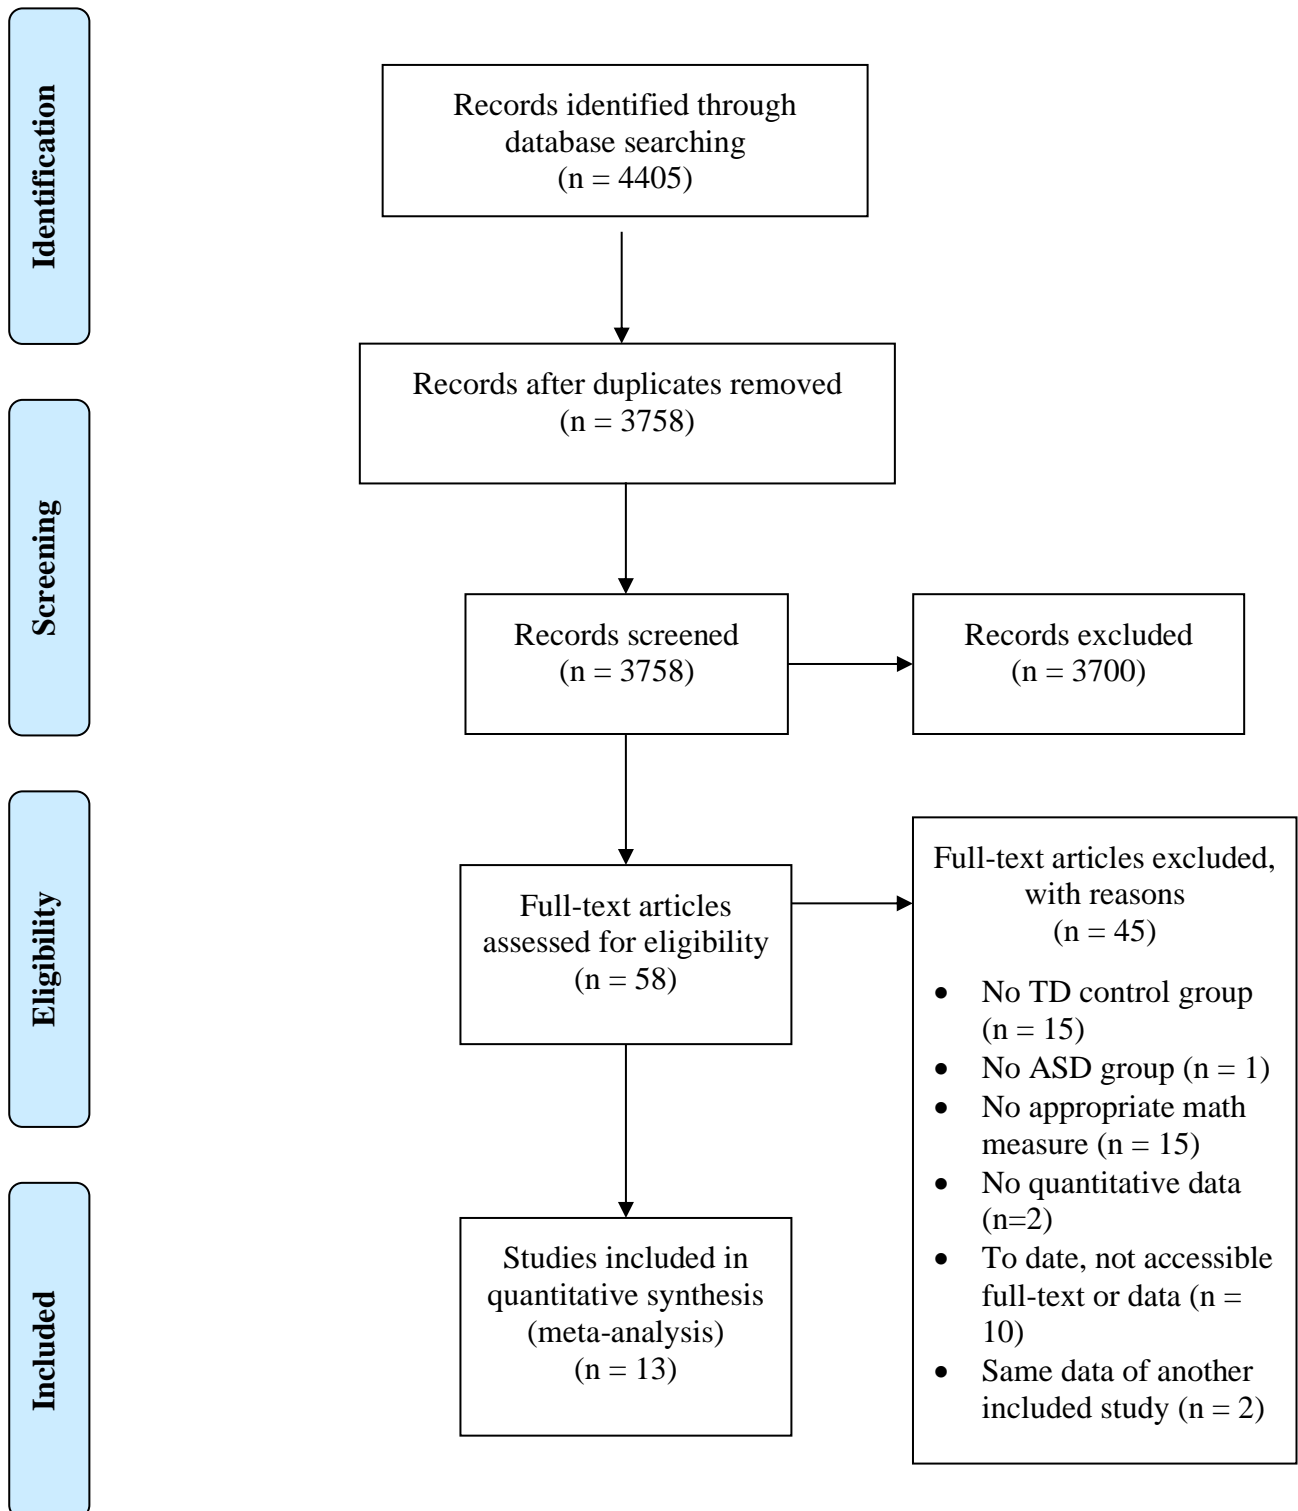 Identification
Records identified through
database searching
(n = 4405)
Records after duplicates removed
(n = 3758)
Screening
Records screened
(n = 3758)
Records excluded
(n = 3700)
Eligibility
Full-text articles
assessed for eligibility
(n = 58)
Full-text articles excluded,
with reasons
(n = 45)
• No TD control group
(n = 15)
• No ASD group (n = 1)
• No appropriate math
measure (n = 15)
• No quantitative data
(n=2)
• To date, not accessible
full-text or data (n =
10)
• Same data of another
included study (n = 2)
Included
Studies included in
quantitative synthesis
(meta-analysis)
(n = 13)